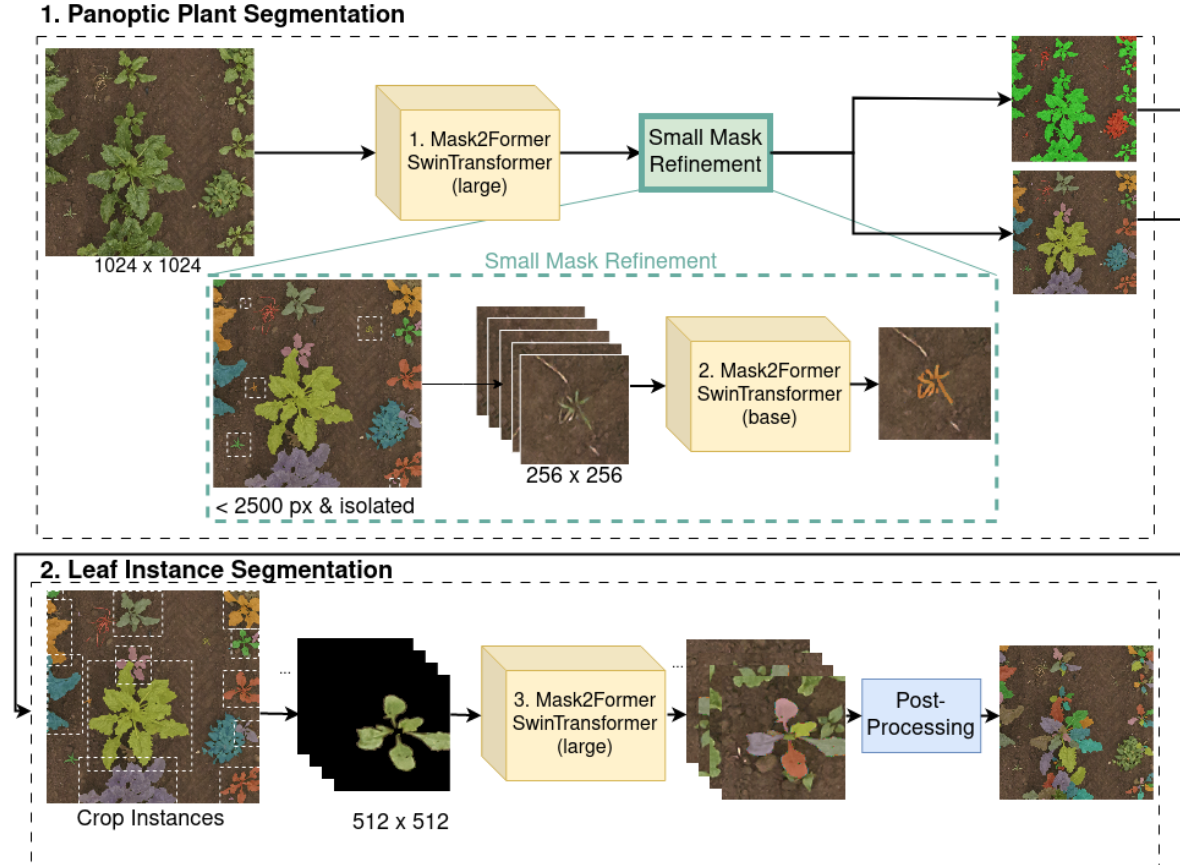 1. Panoptic Plant Segmentation
1. Mask2Former
SwinTransformer
(large)
Small Mask
Refinement
1024 x 1024
Small Mask Refinement
2. Mask2Former
SwinTransformer
(base)
256 x 256
< 2500 px & isolated
2. Leaf Instance Segmentation
...
3. Mask2Former
SwinTransformer
(large)
...
Post-
Processing
Crop Instances
512 x 512